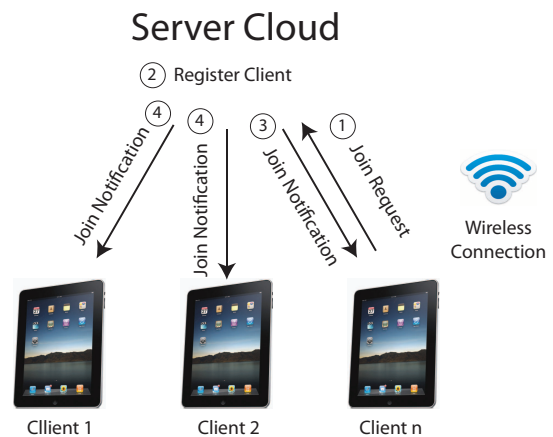 Server Cloud
2 Register Client
4
4
3
1
Join Notification
Join Notification
Join Notification
Join Request
Wireless
Connection
Cllient 1
Client 2
Client n